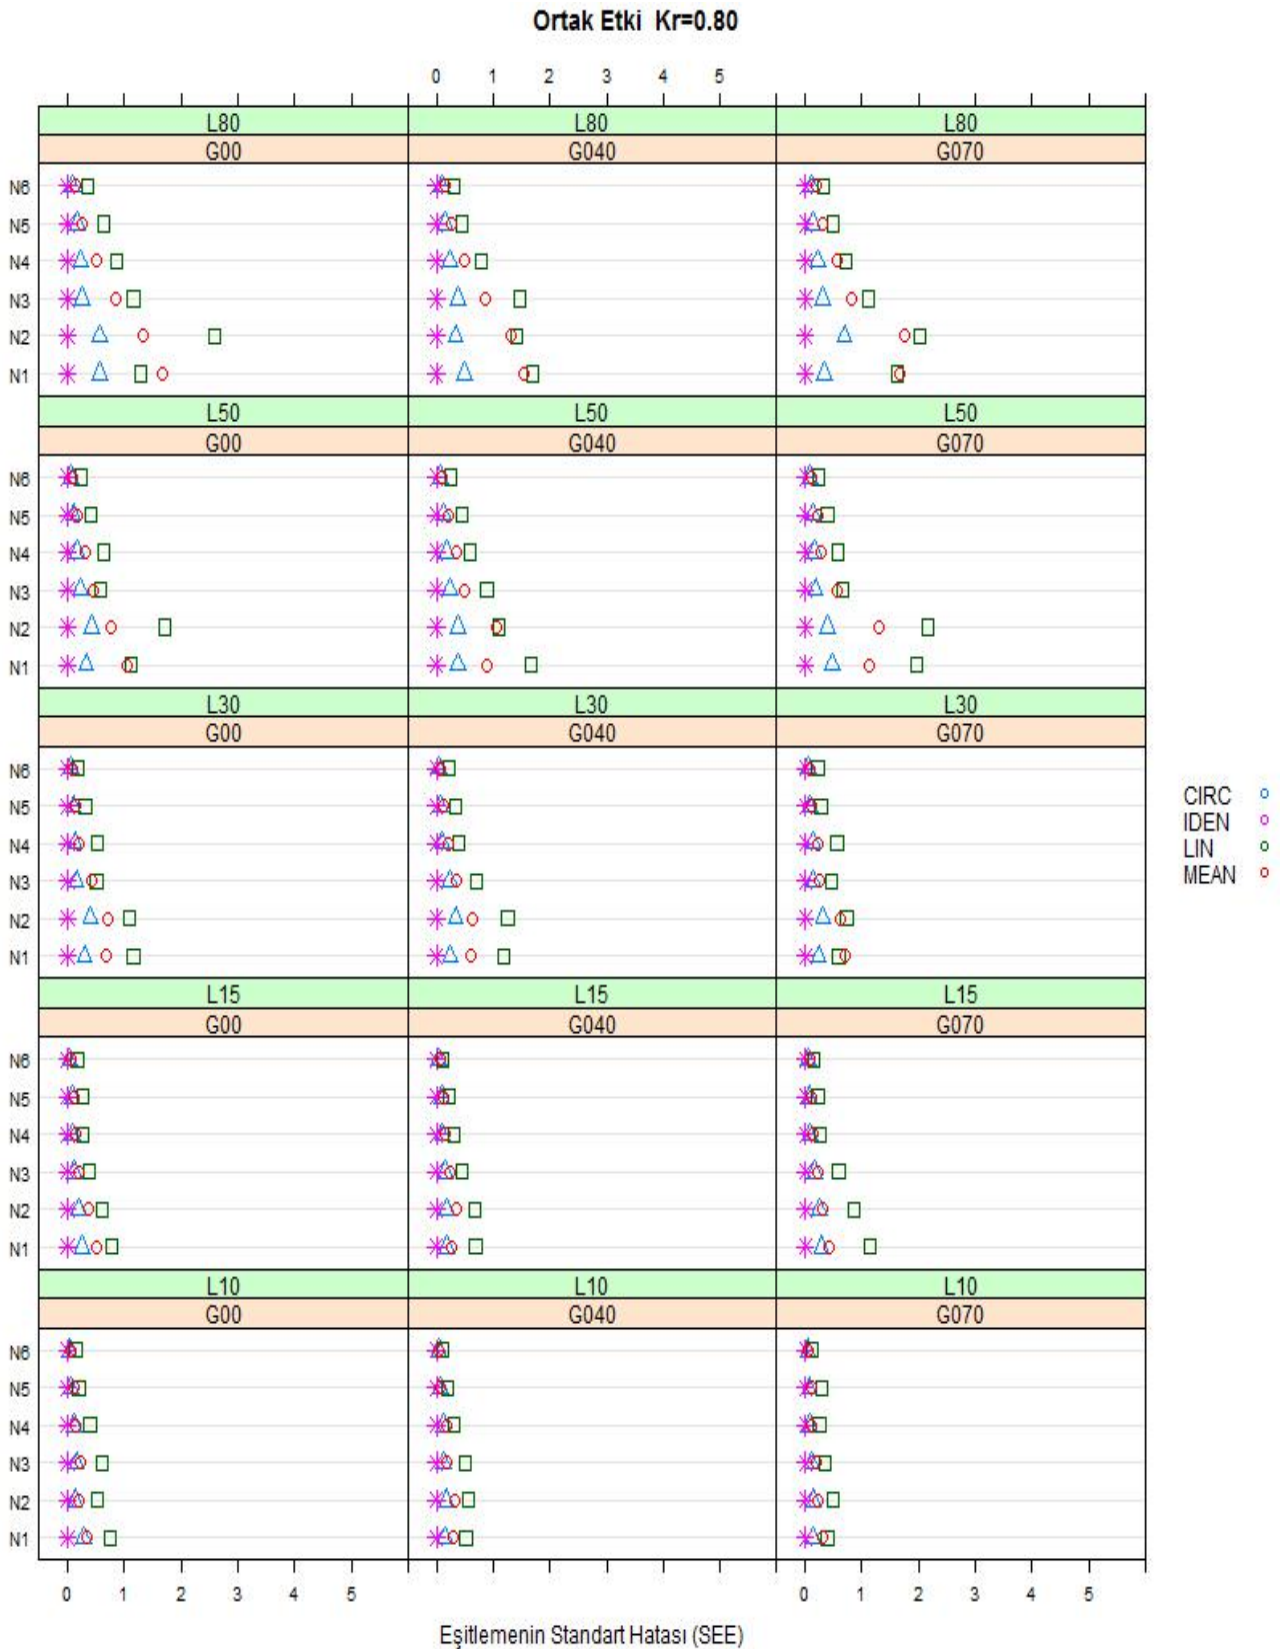 Ortak Etki Kr=0.80
0 1 2 3 4 5
L80 L80 L80
G00 G040 G070
N6
N5
N4
N3
N2
N1
L50 L50 L50
G00 G040 G070
N6
N5
N4
N3
N2
N1
L30 L30 L30
G00 G040 G070
N6
N5
N4
N3
N2
N1
CIRC
IDEN
LIN
MEAN
L15 L15 L15
G00 G040 G070
N6
N5
N4
N3
N2
N1
L10 L10 L10
G00 G040 G070
N6
N5
N4
N3
N2
N1
0 1 2 3 4 5 0 1 2 3 4 5
Eşitlemenin Standart Hatası (SEE)